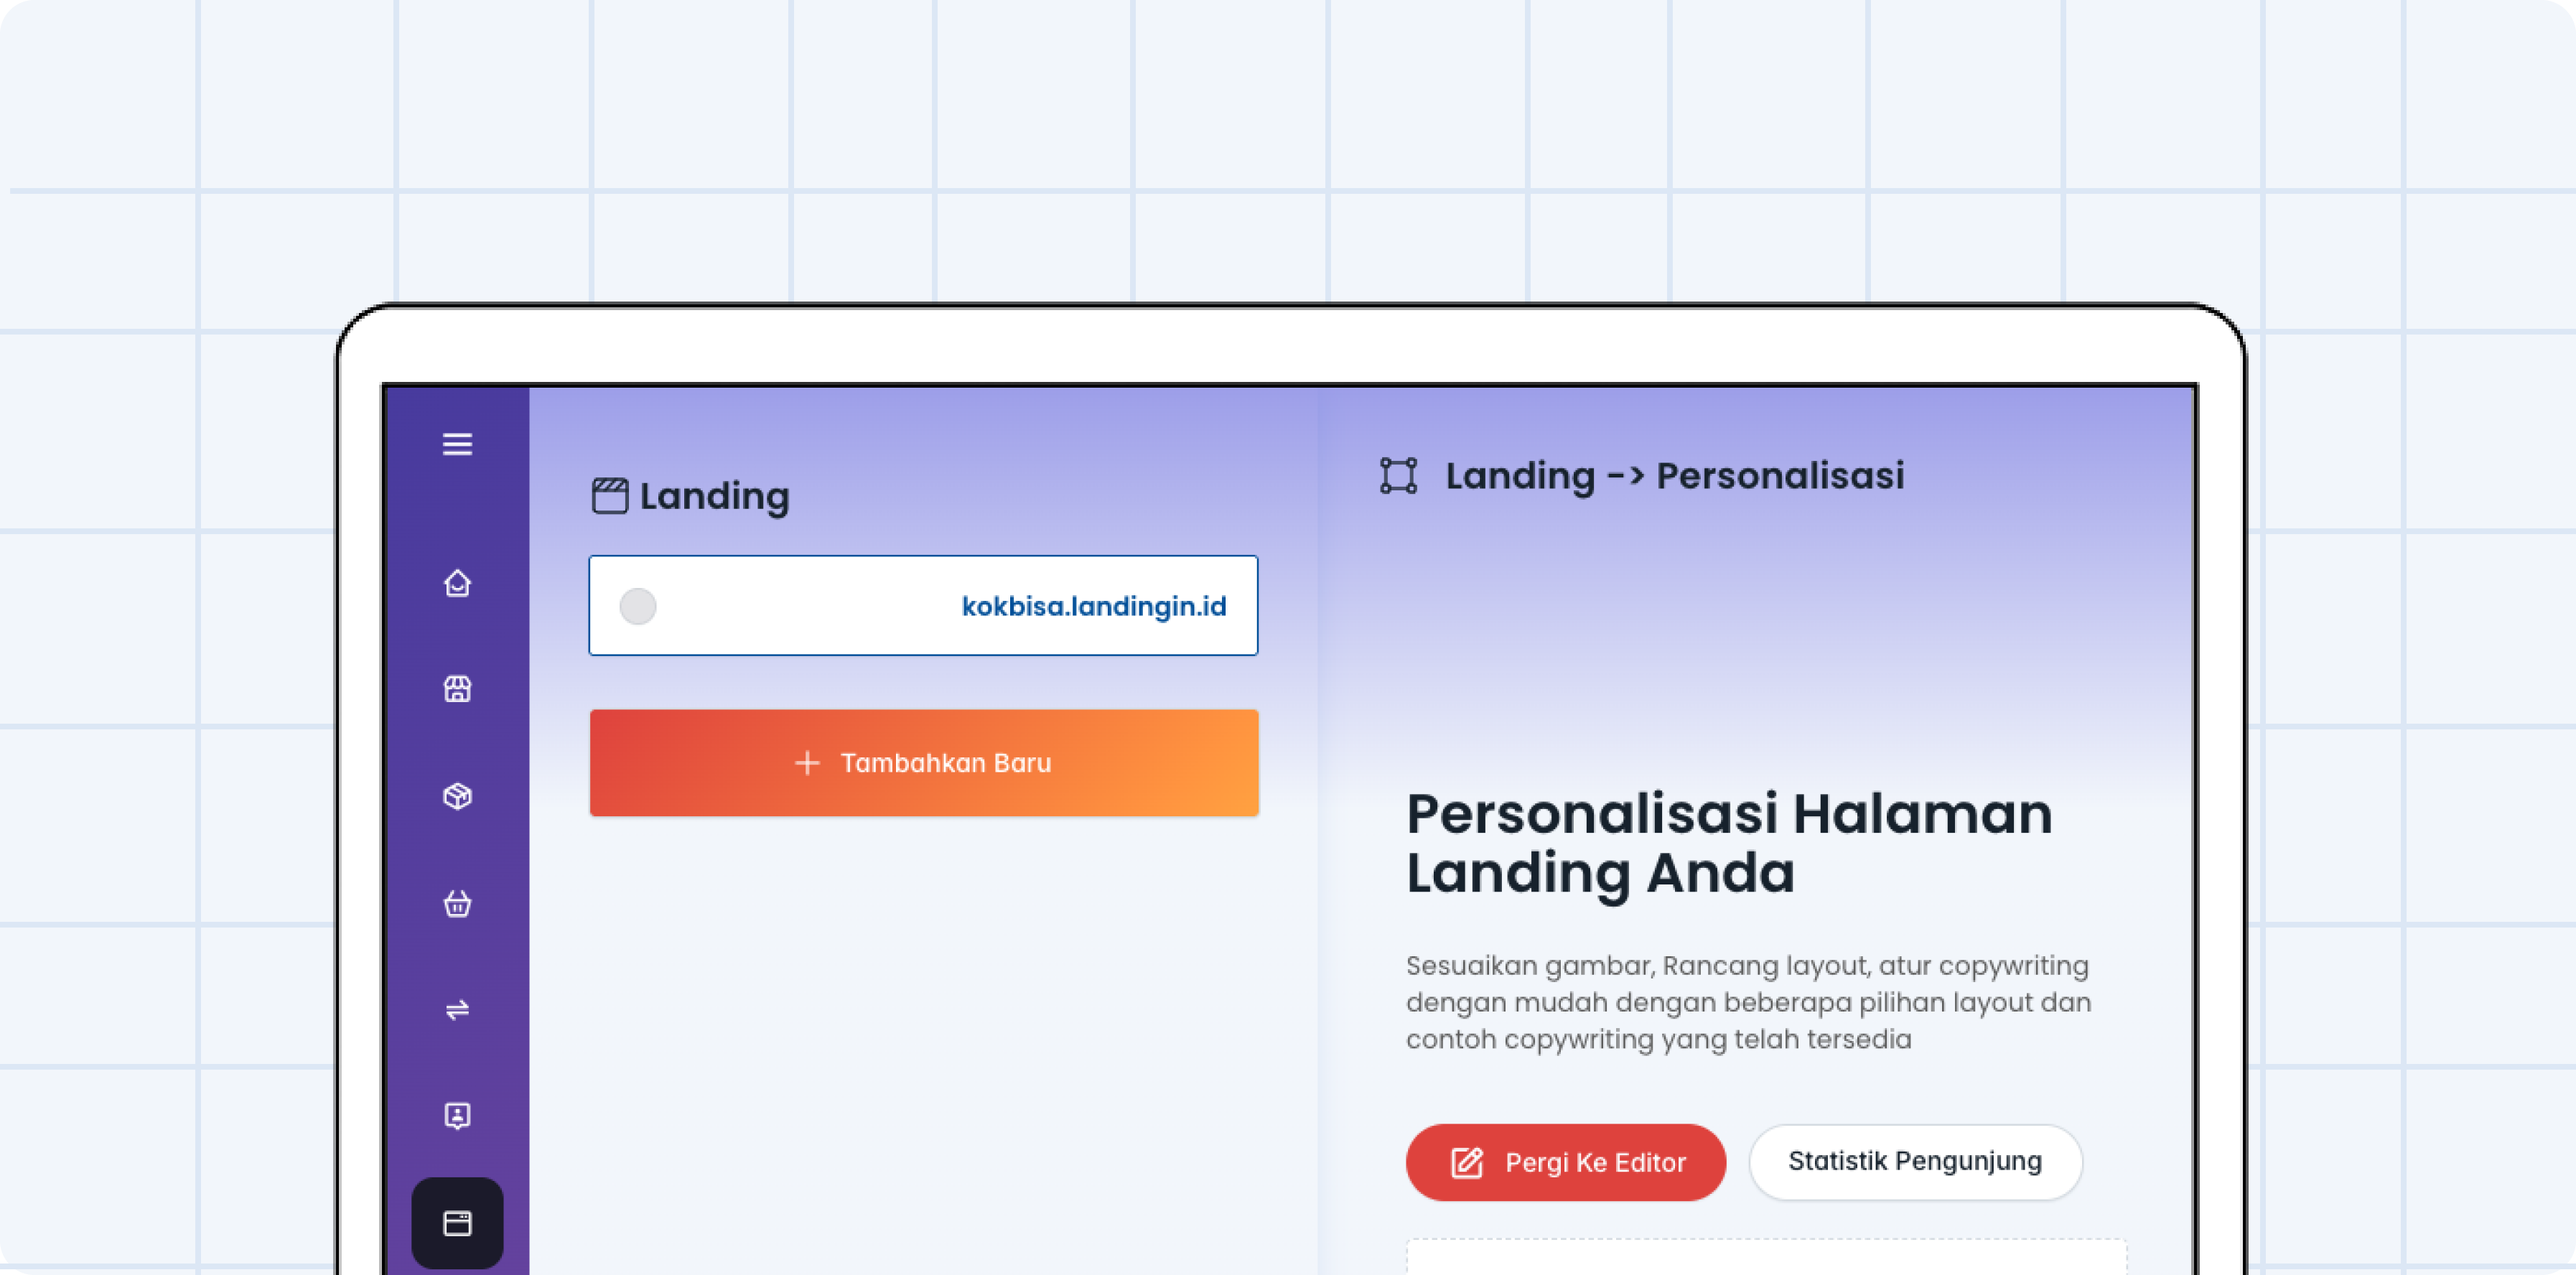 Landing
kokbisa.landingin.id
Tambahkan Baru
Landing -> Personalisasi
Personalisasi Halaman
Landing Anda
Sesuaikan gambar, Rancang layout, atur copywriting
dengan mudah dengan beberapa pilihan layout dan
contoh copywriting yang telah tersedia
Pergi Ke Editor
Statistik Pengunjung